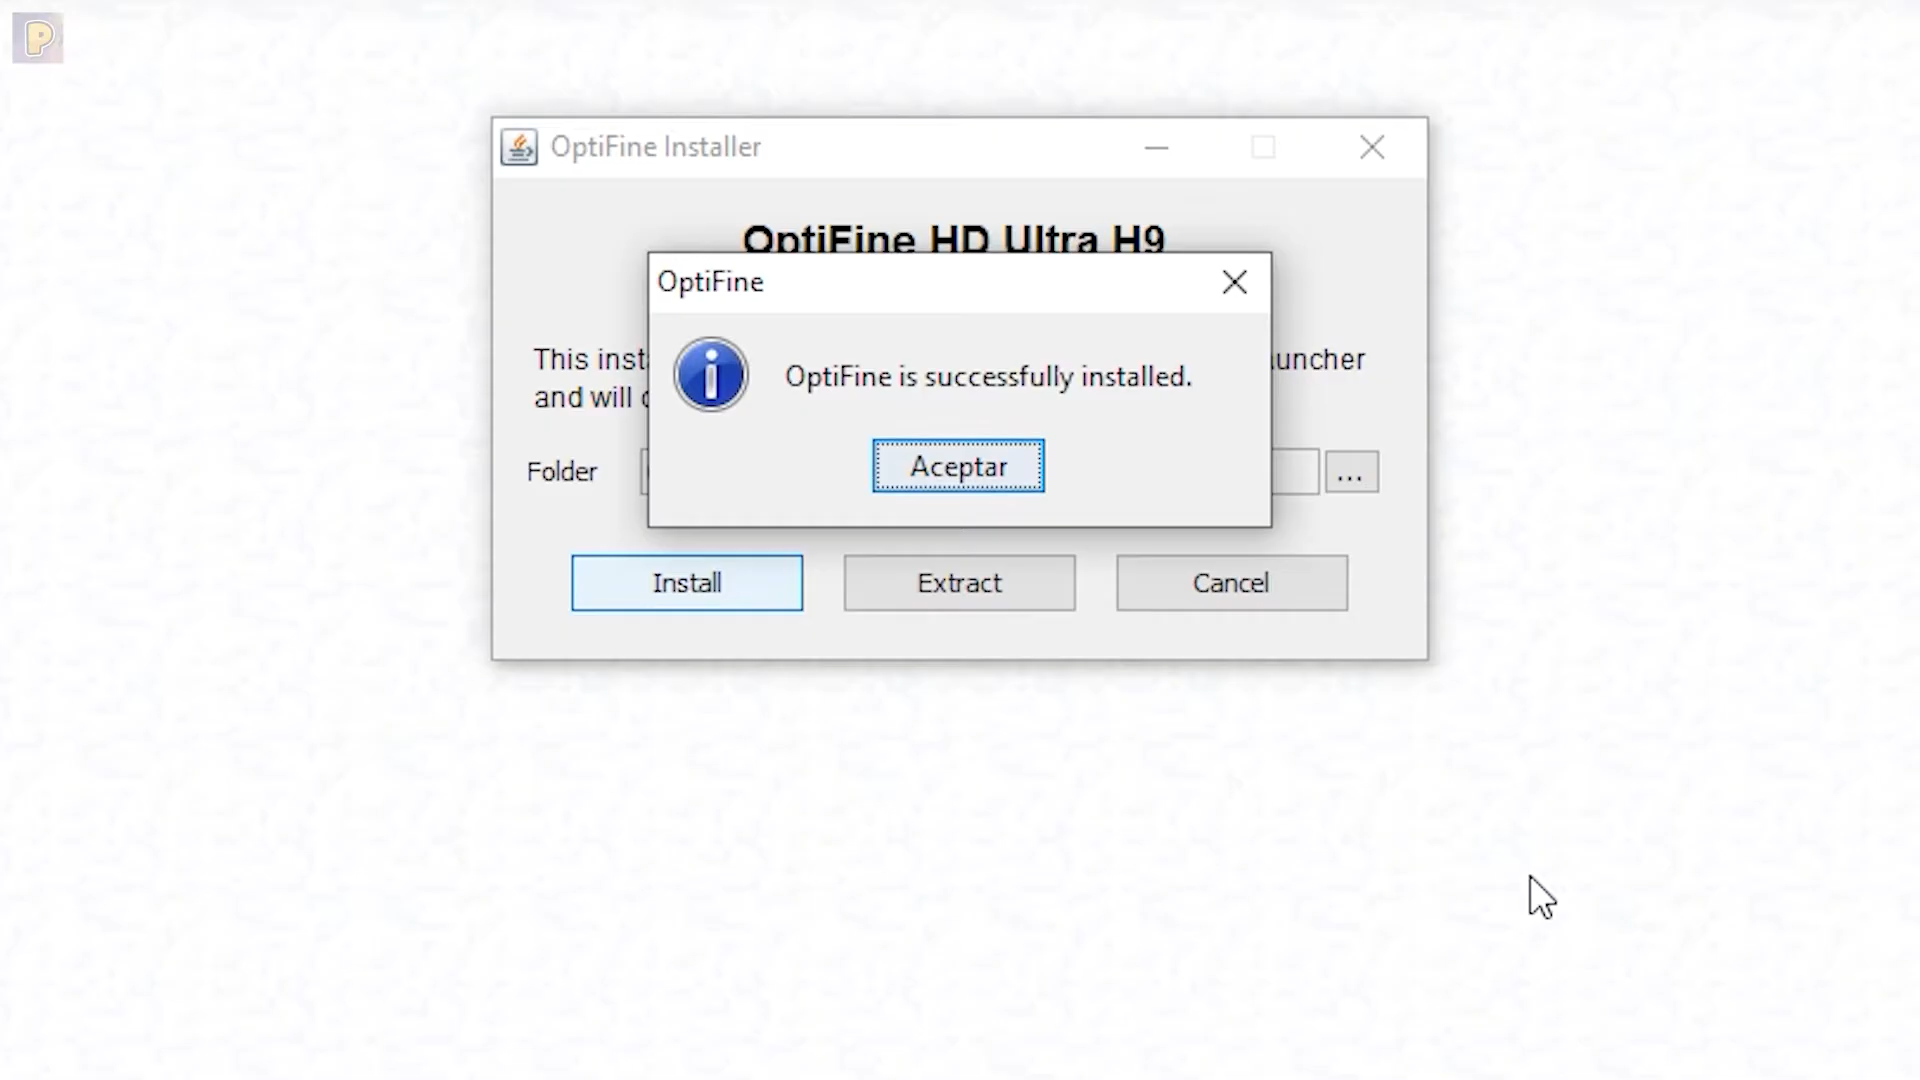 P
OptiFine Installer
OptiFine HD Ultra H9
OptiFine
OptiFine is successfully installed.
This uncher
and will
Folder
...
Aceptar
Install
Extract
Cancel